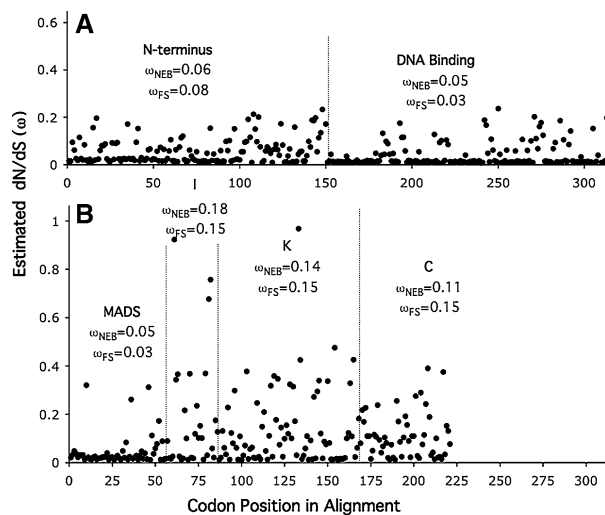 A
0.6
N-terminus
ωNEB=0.06
ωFS=0.08
DNA Binding
ωNEB=0.05
ωFS=0.03
0.4
0.2
0
0 50 100 150 200 250 300
Estimated dN/dS (ω)
B
I
ωNEB=0.18
ωFS=0.15
1
K
ωNEB=0.14
ωFS=0.15
C
ωNEB=0.11
ωFS=0.15
0.8
MADS
ωNEB=0.05
ωFS=0.03
0.6
0.4
0.2
0
0 25 50 75 100 125 150 175 200 225 250 275 300
Codon Position in Alignment